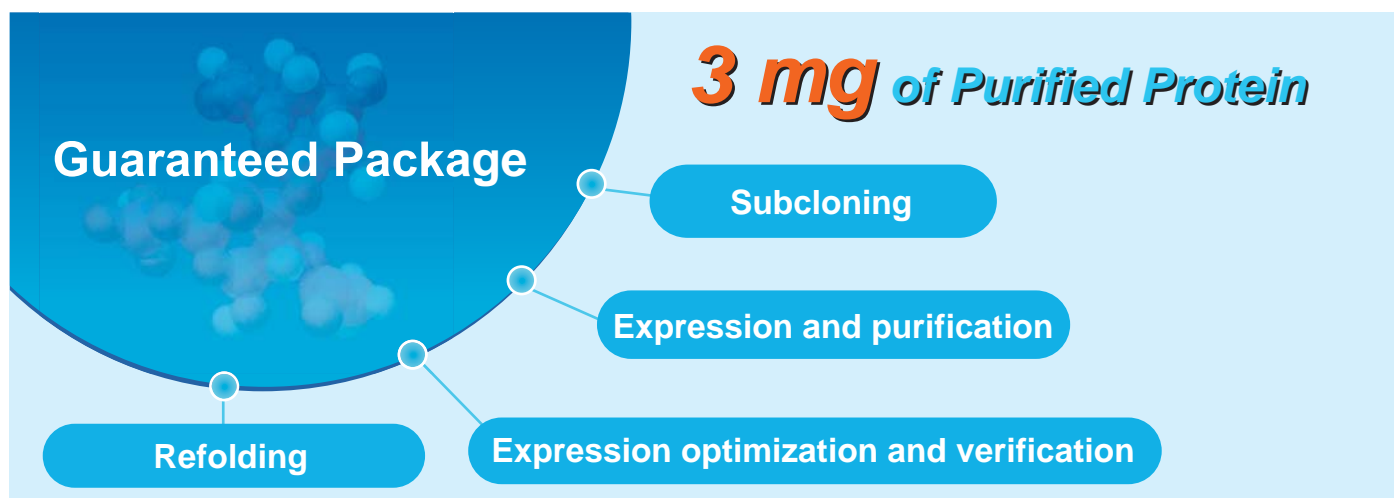 3 mg of Purified Protein
Guaranteed Package
Subcloning
Expression and purification
Expression optimization and verification
Refolding